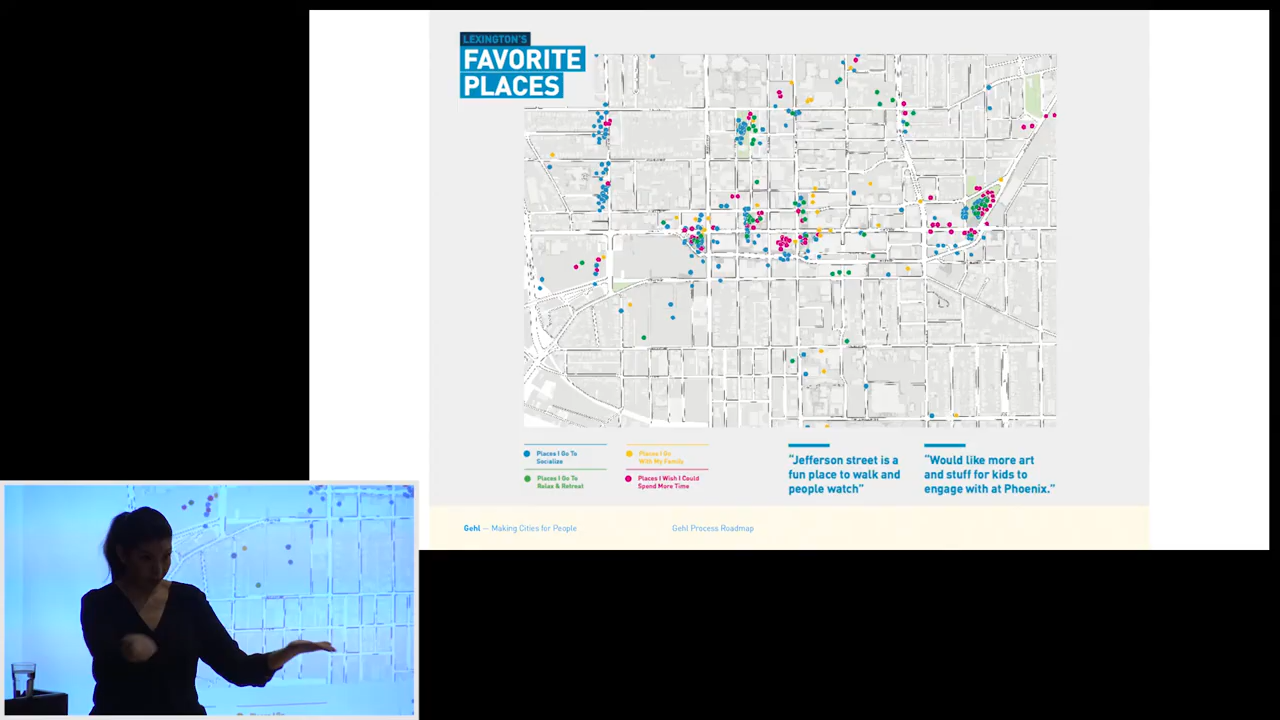 LEXINGTON'S
FAVORITE
PLACES
Places I Go To
Socialize
Places I Go
With My Family
Places I Go To
Relax & Retreat
Places I Wish I Could
Spend More Time
"Jefferson street is a
fun place to walk and
people watch"
"Would like more art
and stuff for kids to
engage with at Phoenix."
Gehl — Making Cities for People
Gehl Process Roadmap